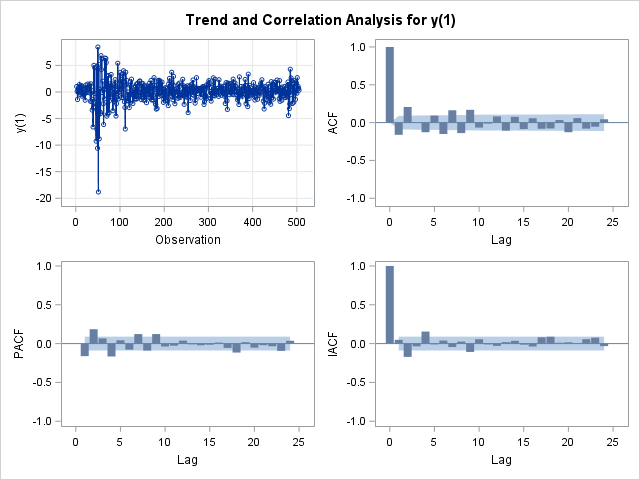 Trend and Correlation Analysis for y(1)
y(1)
5
0
-5
-10
-15
-20
0 100 200 300 400 500
Observation
ACF
1.0
0.5
0.0
-0.5
-1.0
0 5 10 15 20 25
Lag
PACF
1.0
0.5
0.0
-0.5
-1.0
0 5 10 15 20 25
Lag
IACF
1.0
0.5
0.0
-0.5
-1.0
0 5 10 15 20 25
Lag